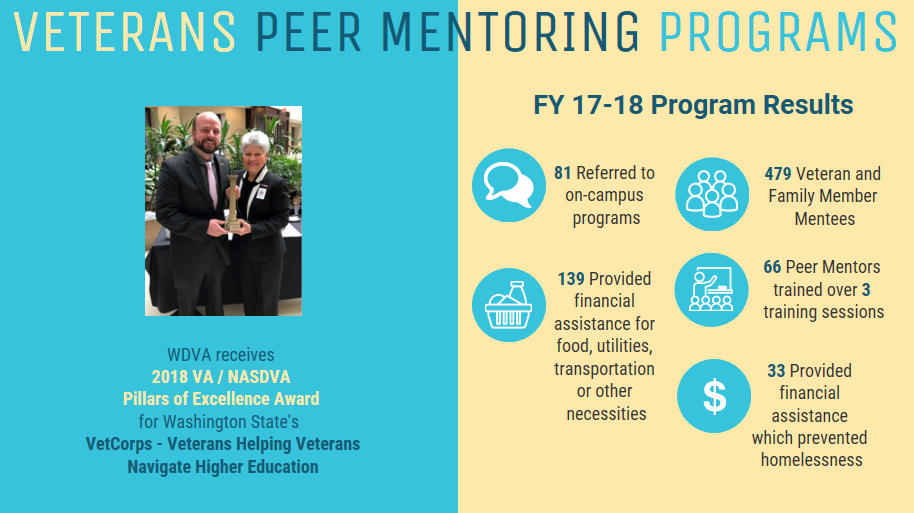 VETERANS PEER MENTORING PROGRAMS
WDVA receives
2018 VA / NASDVA
Pillars of Excellence Award
for Washington State's
VetCorps - Veterans Helping Veterans
Navigate Higher Education
FY 17-18 Program Results
81 Referred to
on-campus
programs
139 Provided
financial
assistance for
food, utilities,
transportation
or other
necessities
479 Veteran and
Family Member
Mentees
66 Peer Mentors
trained over 3
training sessions
$
33 Provided
financial
assistance
which prevented
homelessness